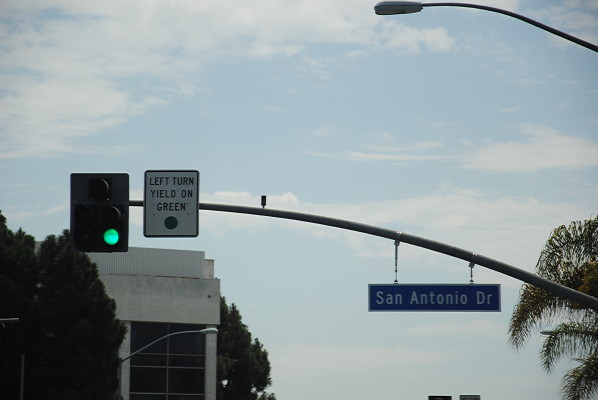 LEFT TURN
YIELD ON
GREEN
San Antonio Dr